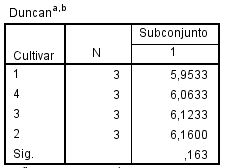 Duncan a,b
Cultivar N Subconjunto
1
1 3 5,9533
4 3 6,0633
3 3 6,1233
2 3 6,1600
Sig. ,163